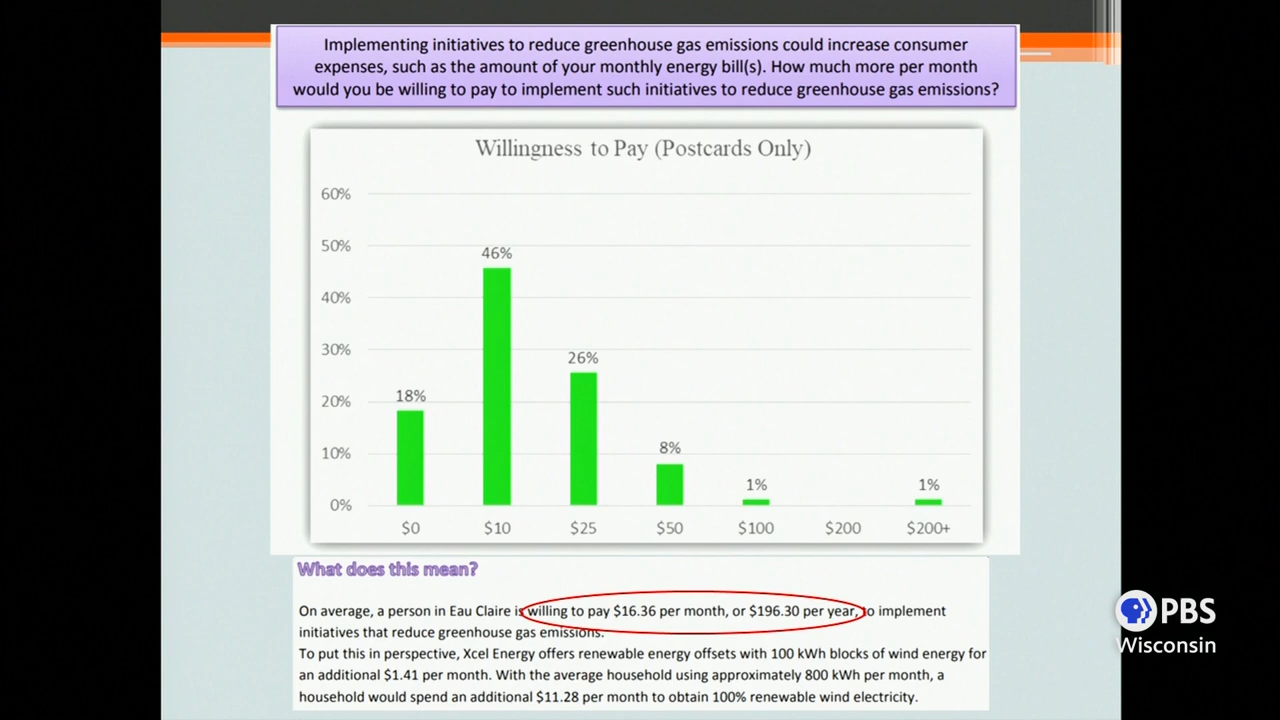 Implementing initiatives to reduce greenhouse gas emissions could increase consumer
expenses, such as the amount of your monthly energy bill(s). How much more per month
would you be willing to pay to implement such initiatives to reduce greenhouse gas emissions?
Willingness to Pay (Postcards Only)
60%
50%
40%
30%
20%
10%
0%
18%
46%
26%
8%
1%
1%
$0 $10 $25 $50 $100 $200 $200+
What does this mean?
On average, a person in Eau Claire is willing to pay $16.36 per month, or $196.30 per year, to implement
initiatives that reduce greenhouse gas emissions.
To put this in perspective, Xcel Energy offers renewable energy offsets with 100 kWh blocks of wind energy for
an additional $1.41 per month. With the average household using approximately 800 kWh per month, a
household would spend an additional $11.28 per month to obtain 100% renewable wind electricity.
PBS
Wisconsin